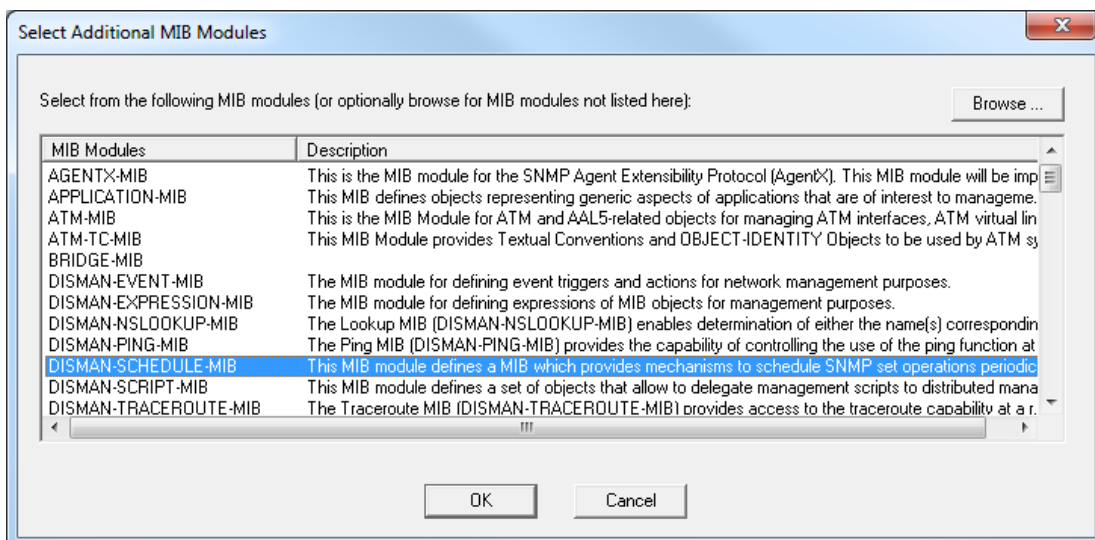 Select Additional MIB Modules
Select from the following MIB modules (or optionally browse for MIB modules not listed here):
Browse ...
MIB Modules Description
AGENTX-MIB This is the MIB module for the SNMP Agent Extensibility Protocol (AgentX). This MIB module will be imp
APPLICATION-MIB This MIB defines objects representing generic aspects of applications that are of interest to manageme...
ATM-MIB This is the MIB Module for ATM and AAL5-related objects for managing ATM interfaces, ATM virtual lin
ATM-TC-MIB This MIB Module provides Textual Conventions and OBJECT-IDENTITY Objects to be used by ATM sy
BRIDGE-MIB
DISMAN-EVENT-MIB The MIB module for defining event triggers and actions for network management purposes.
DISMAN-EXPRESSION-MIB The MIB module for defining expressions of MIB objects for management purposes.
DISMAN-NSLOOKUP-MIB The Lookup MIB (DISMAN-NSLOOKUP-MIB) enables determination of either the name(s) correspondin
DISMAN-PING-MIB The Ping MIB (DISMAN-PING-MIB) provides the capability of controlling the use of the ping function at
DISMAN-SCHEDULE-MIB This MIB module defines a MIB which provides mechanisms to schedule SNMP set operations periodic
DISMAN-SCRIPT-MIB This MIB module defines a set of objects that allow to delegate management scripts to distributed mana
DISMAN-TRACEROUTE-MIB The Traceroute MIB (DISMAN-TRACEROUTE-MIB) provides access to the traceroute capability at a r...
OK Cancel